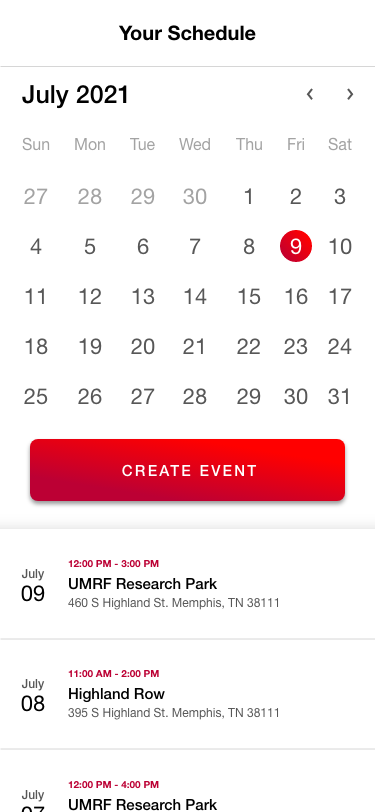 Your Schedule
July 2021
Sun Mon Tue Wed Thu Fri Sat
27 28 29 30 1 2 3
4 5 6 7 8 9 10
11 12 13 14 15 16 17
18 19 20 21 22 23 24
25 26 27 28 29 30 31
CREATE EVENT
July
09
12:00 PM - 3:00 PM
UMRF Research Park
460 S Highland St. Memphis, TN 38111
July
08
11:00 AM - 2:00 PM
Highland Row
395 S Highland St. Memphis, TN 38111
July
07
12:00 PM - 4:00 PM
UMRF Research Park